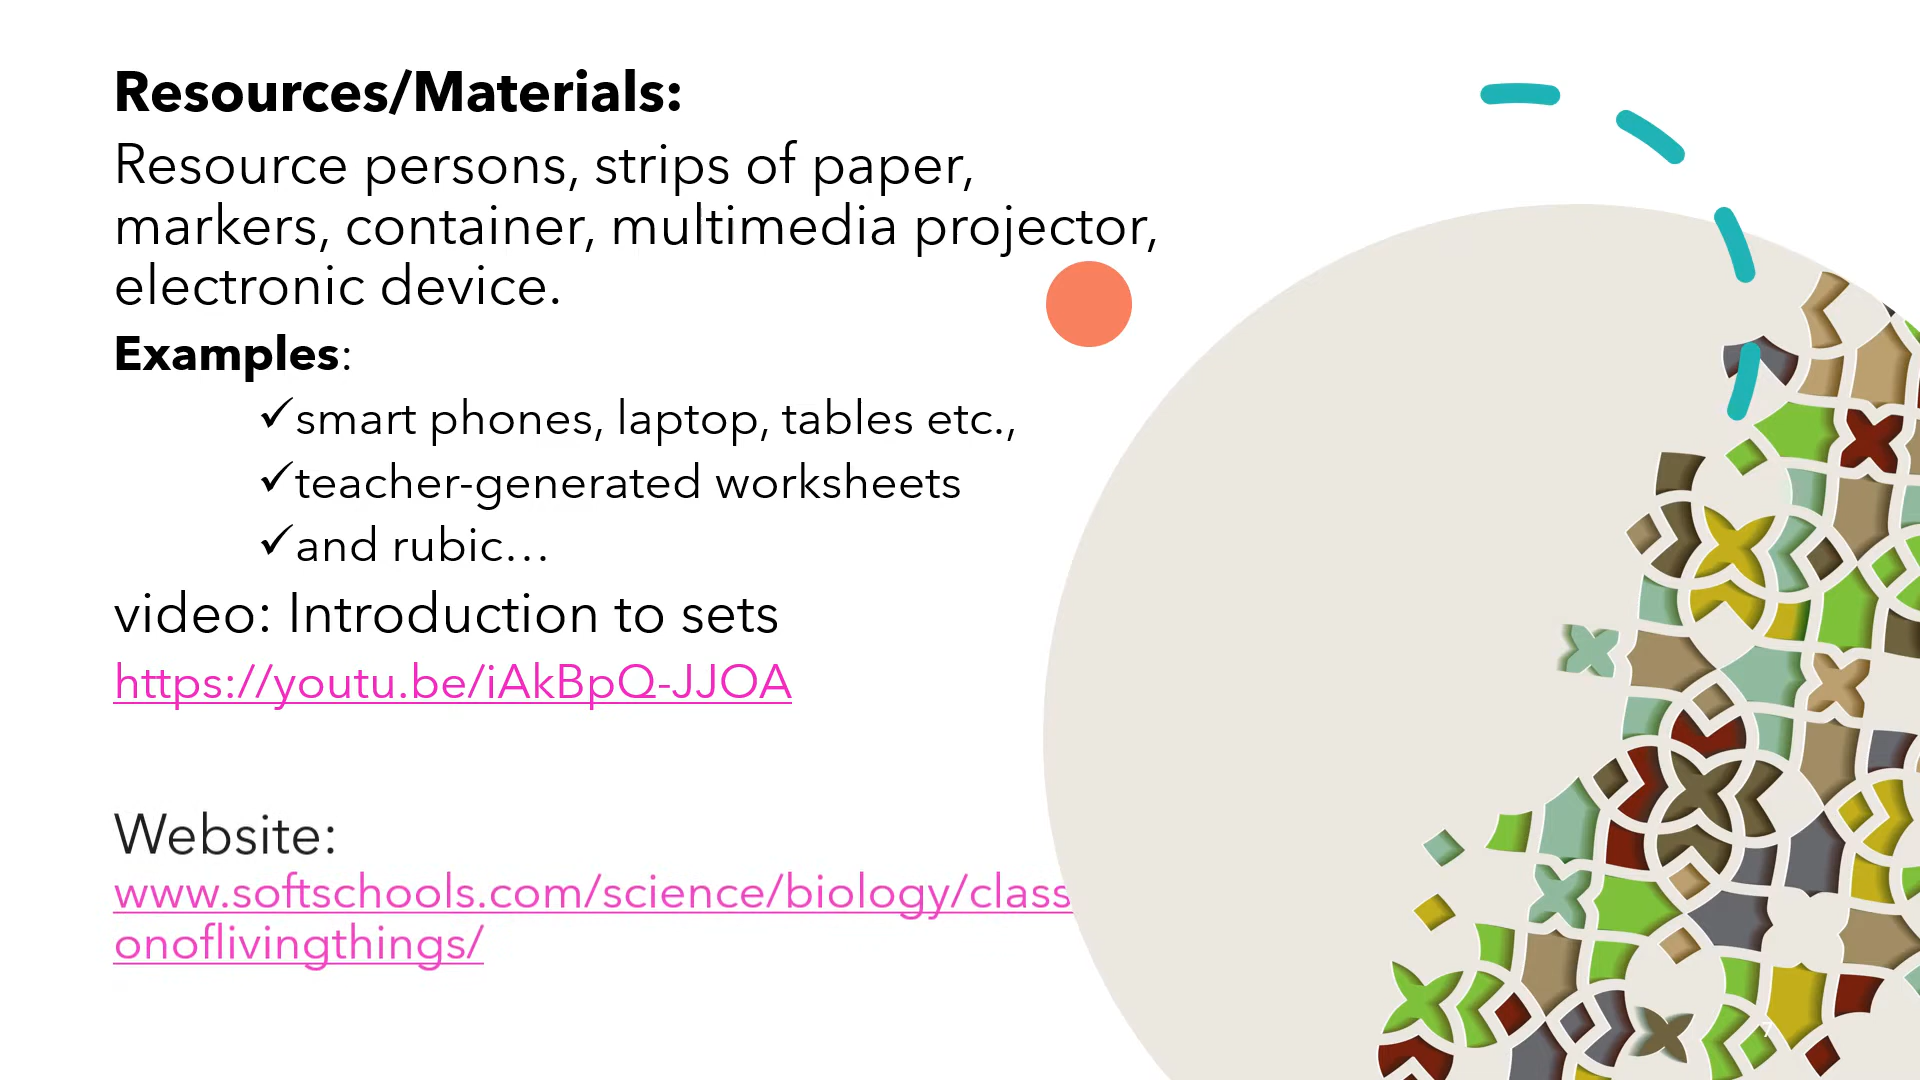 Resources/Materials:
Resource persons, strips of paper,
markers, container, multimedia projector,
electronic device.
Examples:
✓smart phones, laptop, tables etc.,
✓teacher-generated worksheets
✓and rubic…
video: Introduction to sets
https://youtu.be/iAkBpQ-JJOA
Website:
www.softschools.com/science/biology/class
onoflivingthings/
7